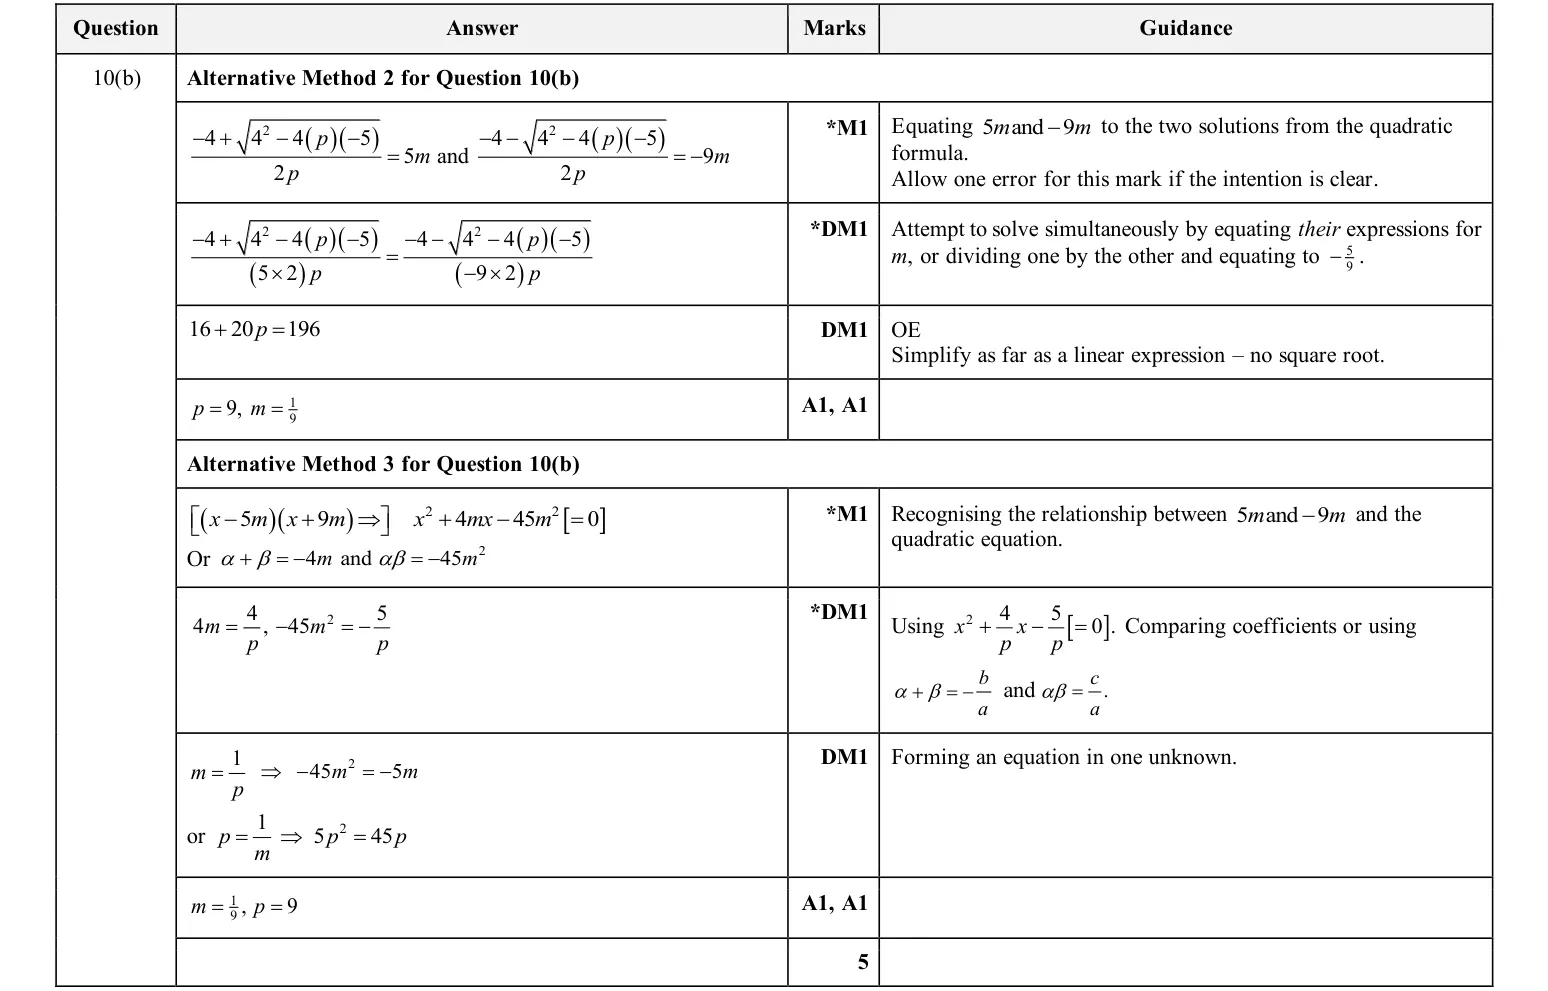 Question Answer Marks Guidance
10(b) Alternative Method 2 for Question 10(b)
(−4 + √(4² − 4(p)(−5))) / 2p = 5m and (−4 − √(4² − 4(p)(−5))) / 2p = −9m *M1 Equating 5m and −9m to the two solutions from the quadratic
formula.
Allow one error for this mark if the intention is clear.
(−4 + √(4² − 4(p)(−5))) / (5×2)p = (−4 − √(4² − 4(p)(−5))) / (−9×2)p *DM1 Attempt to solve simultaneously by equating their expressions for
m, or dividing one by the other and equating to −5/9.
16 + 20p = 196 DM1 OE
Simplify as far as a linear expression – no square root.
p = 9, m = 1/9 A1, A1
Alternative Method 3 for Question 10(b)
[(x − 5m)(x + 9m) ⇒] x² + 4mx − 45m² [= 0] *M1 Recognising the relationship between 5m and −9m and the
quadratic equation.
Or α + β = −4m and αβ = −45m²
4m = 4/p, −45m² = −5/p *DM1 Using x² + 4/p x − 5/p [= 0]. Comparing coefficients or using
α + β = −b/a and αβ = c/a.
m = 1/p ⇒ −45m² = −5m DM1 Forming an equation in one unknown.
or p = 1/m ⇒ 5p² = 45p
m = 1/9, p = 9 A1, A1
5